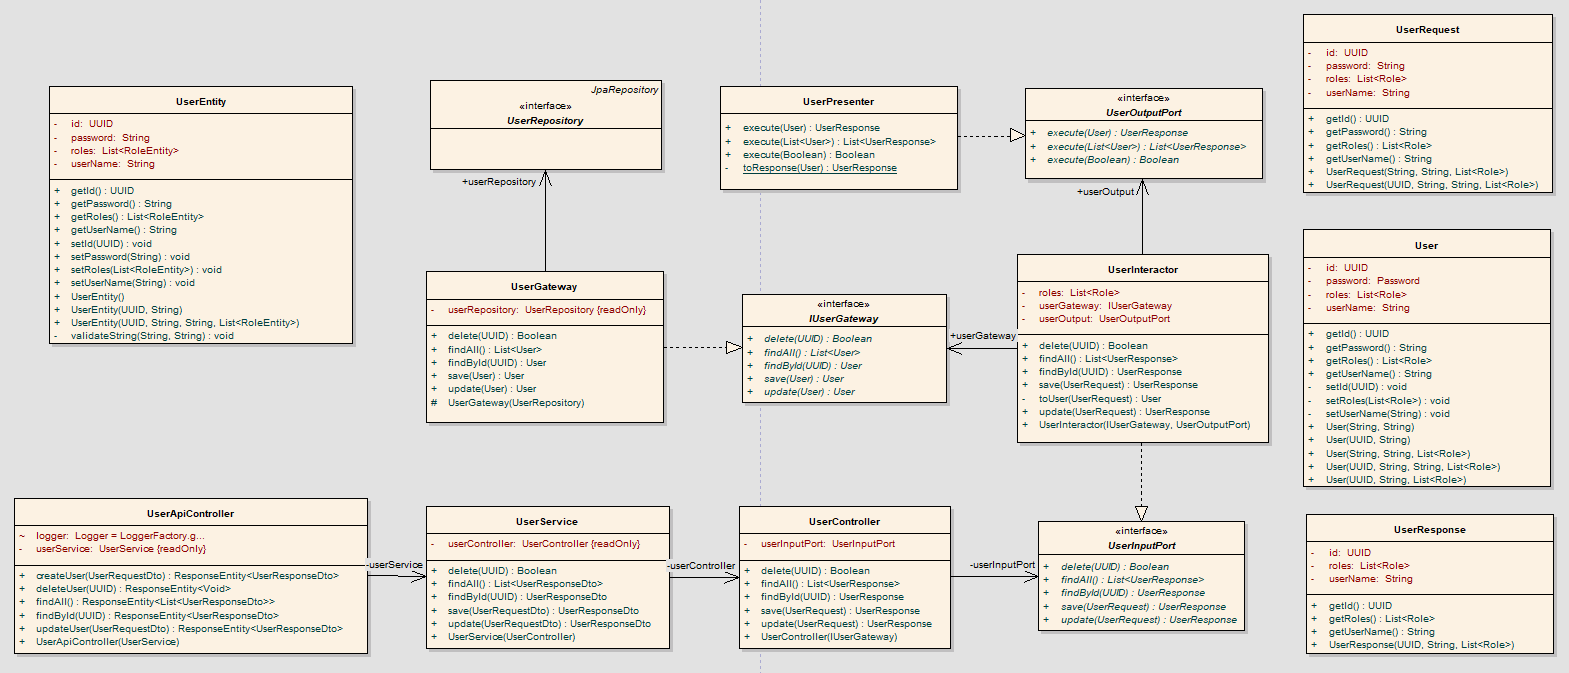 UserEntity
- id: UUID
- password: String
- roles: List<RoleEntity>
- userName: String
+ getId() : UUID
+ getPassword() : String
+ getRoles() : List<RoleEntity>
+ getUserName() : String
+ setId(UUID) : void
+ setPassword(String) : void
+ setRoles(List<RoleEntity>) : void
+ setUserName(String) : void
+ UserEntity()
+ UserEntity(UUID, String)
+ UserEntity(UUID, String, String, List<RoleEntity>)
- validateString(String, String) : void
JpaRepository
«interface»
UserRepository
+userRepository
UserGateway
- userRepository: UserRepository {readOnly}
+ delete(UUID) : Boolean
+ findAll() : List<User>
+ findById(UUID) : User
+ save(User) : User
+ update(User) : User
# UserGateway(UserRepository)
UserPresenter
+ execute(User) : UserResponse
+ execute(List<User>) : List<UserResponse>
+ execute(Boolean) : Boolean
- toResponse(User) : UserResponse
«interface»
UserOutputPort
+ execute(User) : UserResponse
+ execute(List<User>) : List<UserResponse>
+ execute(Boolean) : Boolean
+userOutput
«interface»
IUserGateway
+ delete(UUID) : Boolean
+ findAll() : List<User>
+ findById(UUID) : User
+ save(User) : User
+ update(User) : User
+userGateway
UserInteractor
- roles: List<Role>
- userGateway: IUserGateway
- userOutput: UserOutputPort
+ delete(UUID) : Boolean
+ findAll() : List<UserResponse>
+ findById(UUID) : UserResponse
+ save(UserRequest) : UserResponse
- toUser(UserRequest) : User
+ update(UserRequest) : UserResponse
+ UserInteractor(IUserGateway, UserOutputPort)
UserRequest
- id: UUID
- password: String
- roles: List<Role>
- userName: String
+ getId() : UUID
+ getPassword() : String
+ getRoles() : List<Role>
+ getUserName() : String
+ UserRequest(String, String, List<Role>)
+ UserRequest(UUID, String, String, List<Role>)
User
- id: UUID
- password: Password
- roles: List<Role>
- userName: String
+ getId() : UUID
+ getPassword() : String
+ getRoles() : List<Role>
+ getUserName() : String
- setId(UUID) : void
- setRoles(List<Role>) : void
- setUserName(String) : void
+ User(String, String)
+ User(UUID, String)
+ User(String, String, List<Role>)
+ User(UUID, String, String, List<Role>)
+ User(UUID, String, List<Role>)
UserApiController
~ logger: Logger = LoggerFactory.g...
- userService: UserService {readOnly}
+ createUser(UserRequestDto) : ResponseEntity<UserResponseDto>
+ deleteUser(UUID) : ResponseEntity<Void>
+ findAll() : ResponseEntity<List<UserResponseDto>>
+ findById(UUID) : ResponseEntity<UserResponseDto>
+ updateUser(UserRequestDto) : ResponseEntity<UserResponseDto>
+ UserApiController(UserService)
-userService
UserService
- userController: UserController {readOnly}
+ delete(UUID) : Boolean
+ findAll() : List<UserResponseDto>
+ findById(UUID) : UserResponseDto
+ save(UserRequestDto) : UserResponseDto
+ update(UserRequestDto) : UserResponseDto
+ UserService(UserController)
-userController
UserController
- userInputPort: UserInputPort
+ delete(UUID) : Boolean
+ findAll() : List<UserResponse>
+ findById(UUID) : UserResponse
+ save(UserRequest) : UserResponse
+ update(UserRequest) : UserResponse
+ UserController(IUserGateway)
-userInputPort
«interface»
UserInputPort
+ delete(UUID) : Boolean
+ findAll() : List<UserResponse>
+ findById(UUID) : UserResponse
+ save(UserRequest) : UserResponse
+ update(UserRequest) : UserResponse
UserResponse
- id: UUID
- roles: List<Role>
- userName: String
+ getId() : UUID
+ getRoles() : List<Role>
+ getUserName() : String
+ UserResponse(UUID, String, List<Role>)